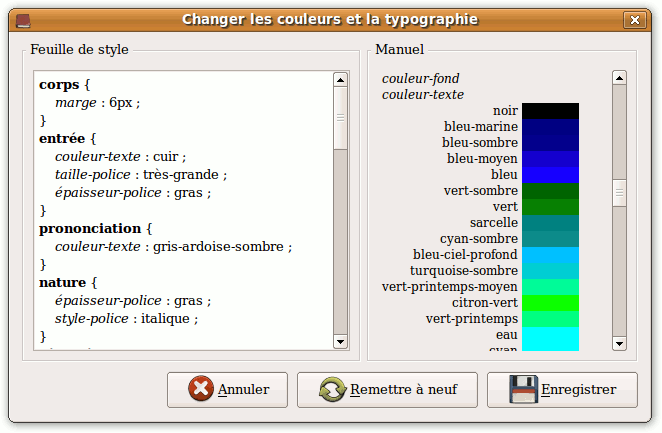 Changer les couleurs et la typographie
Feuille de style
corps {
marge : 6px ;
}
entrée {
couleur-texte : cuir ;
taille-police : très-grande ;
épaisseur-police : gras ;
}
prononciation {
couleur-texte : gris-ardoise-sombre ;
}
nature {
épaisseur-police : gras ;
style-police : italique ;
}
Manuel
couleur-fond
couleur-texte
noir
bleu-marine
bleu-sombre
bleu-moyen
bleu
vert-sombre
vert
sarcelle
cyan-sombre
bleu-ciel-profond
turquoise-sombre
vert-printemps-moyen
citron-vert
vert-printemps
eau
cyan
Annuler
Remettre à neuf
Enregistrer